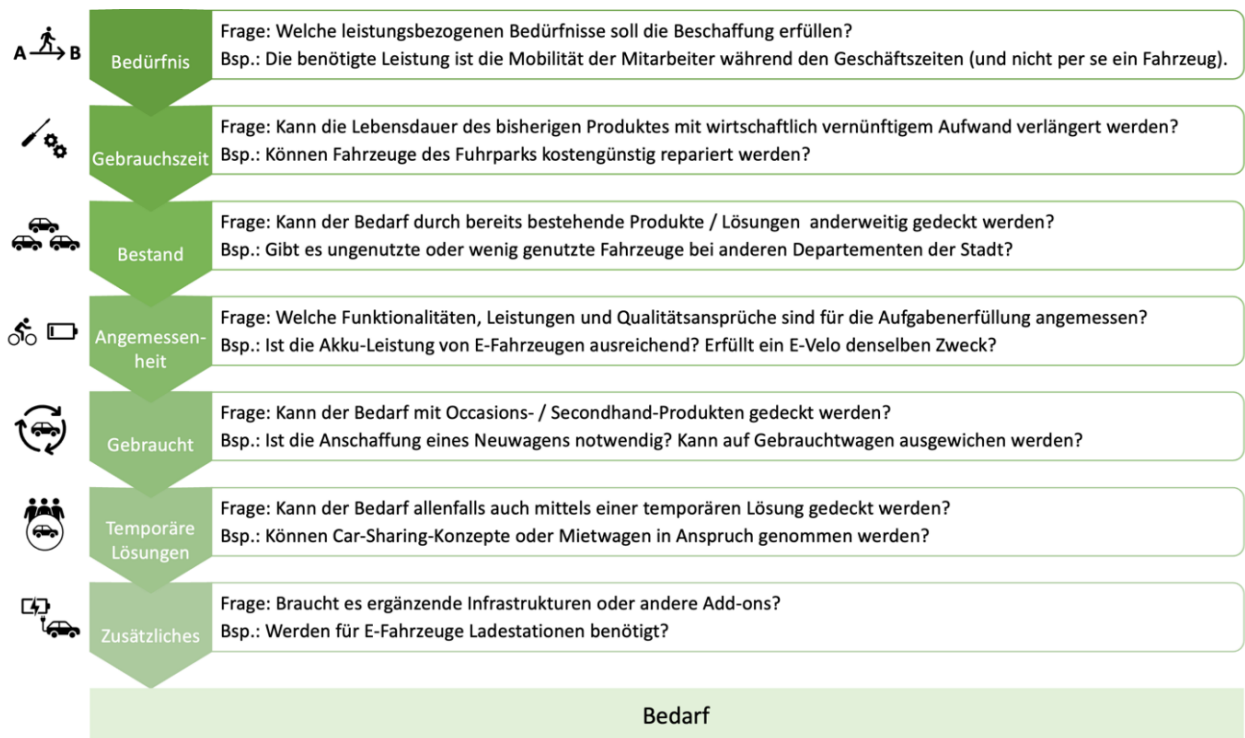 A B
Bedürfnis
Frage: Welche leistungsbezogenen Bedürfnisse soll die Beschaffung erfüllen?
Bsp.: Die benötigte Leistung ist die Mobilität der Mitarbeiter während den Geschäftszeiten (und nicht per se ein Fahrzeug).
Gebrauchszeit
Frage: Kann die Lebensdauer des bisherigen Produktes mit wirtschaftlich vernünftigem Aufwand verlängert werden?
Bsp.: Können Fahrzeuge des Fuhrparks kostengünstig repariert werden?
Bestand
Frage: Kann der Bedarf durch bereits bestehende Produkte / Lösungen anderweitig gedeckt werden?
Bsp.: Gibt es ungenutzte oder wenig genutzte Fahrzeuge bei anderen Departementen der Stadt?
Angemessen-
heit
Frage: Welche Funktionalitäten, Leistungen und Qualitätsansprüche sind für die Aufgabenerfüllung angemessen?
Bsp.: Ist die Akku-Leistung von E-Fahrzeugen ausreichend? Erfüllt ein E-Velo denselben Zweck?
Gebraucht
Frage: Kann der Bedarf mit Occasions- / Secondhand-Produkten gedeckt werden?
Bsp.: Ist die Anschaffung eines Neuwagens notwendig? Kann auf Gebrauchtwagen ausgewichen werden?
Temporäre
Lösungen
Frage: Kann der Bedarf allenfalls auch mittels einer temporären Lösung gedeckt werden?
Bsp.: Können Car-Sharing-Konzepte oder Mietwagen in Anspruch genommen werden?
Zusätzliches
Frage: Braucht es ergänzende Infrastrukturen oder andere Add-ons?
Bsp.: Werden für E-Fahrzeuge Ladestationen benötigt?
Bedarf